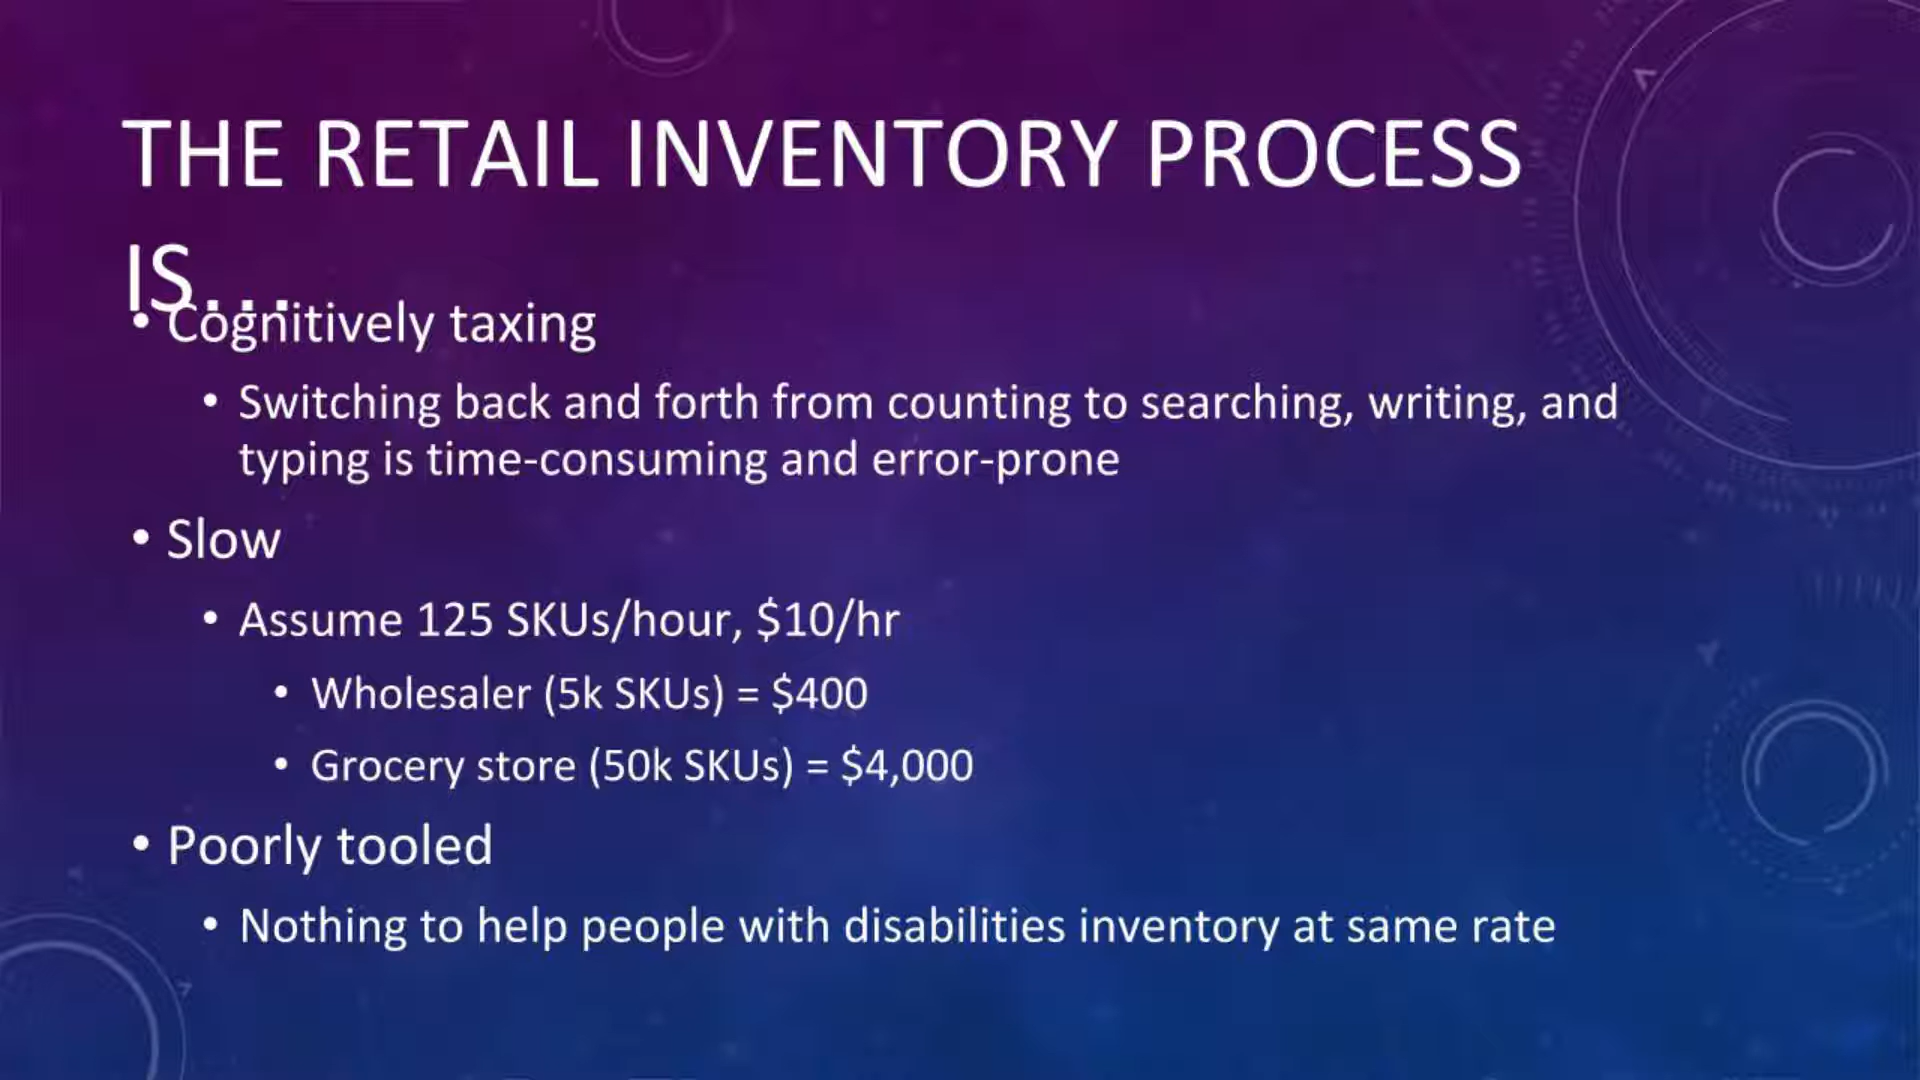 THE RETAIL INVENTORY PROCESS
IS...
• Cognitively taxing
• Switching back and forth from counting to searching, writing, and
typing is time-consuming and error-prone
• Slow
• Assume 125 SKUs/hour, $10/hr
• Wholesaler (5k SKUs) = $400
• Grocery store (50k SKUs) = $4,000
• Poorly tooled
• Nothing to help people with disabilities inventory at same rate